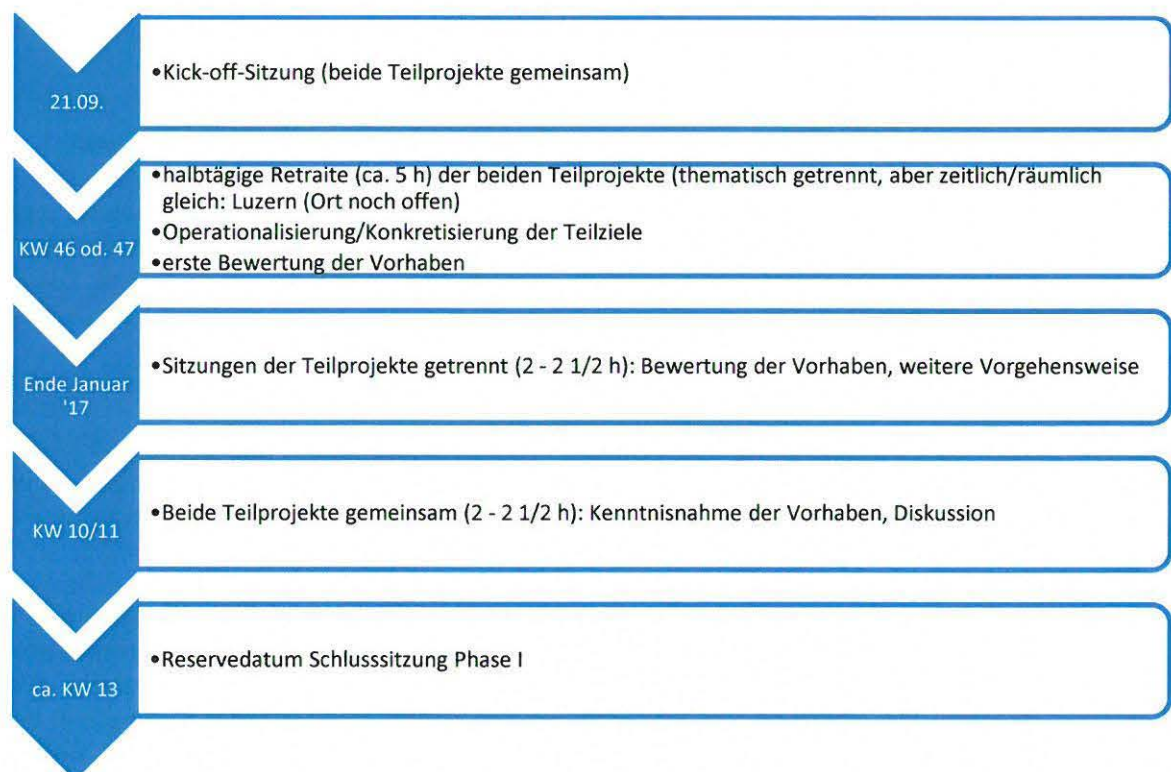 21.09.
•Kick-off-Sitzung (beide Teilprojekte gemeinsam)
KW 46 od. 47
•halbtägige Retraite (ca. 5 h) der beiden Teilprojekte (thematisch getrennt, aber zeitlich/räumlich
gleich: Luzern (Ort noch offen)
•Operationalisierung/Konkretisierung der Teilziele
•erste Bewertung der Vorhaben
Ende Januar
'17
•Sitzungen der Teilprojekte getrennt (2 - 2 1/2 h): Bewertung der Vorhaben, weitere Vorgehensweise
KW 10/11
•Beide Teilprojekte gemeinsam (2 - 2 1/2 h): Kenntnisnahme der Vorhaben, Diskussion
ca. KW 13
•Reservedatum Schlusssitzung Phase I